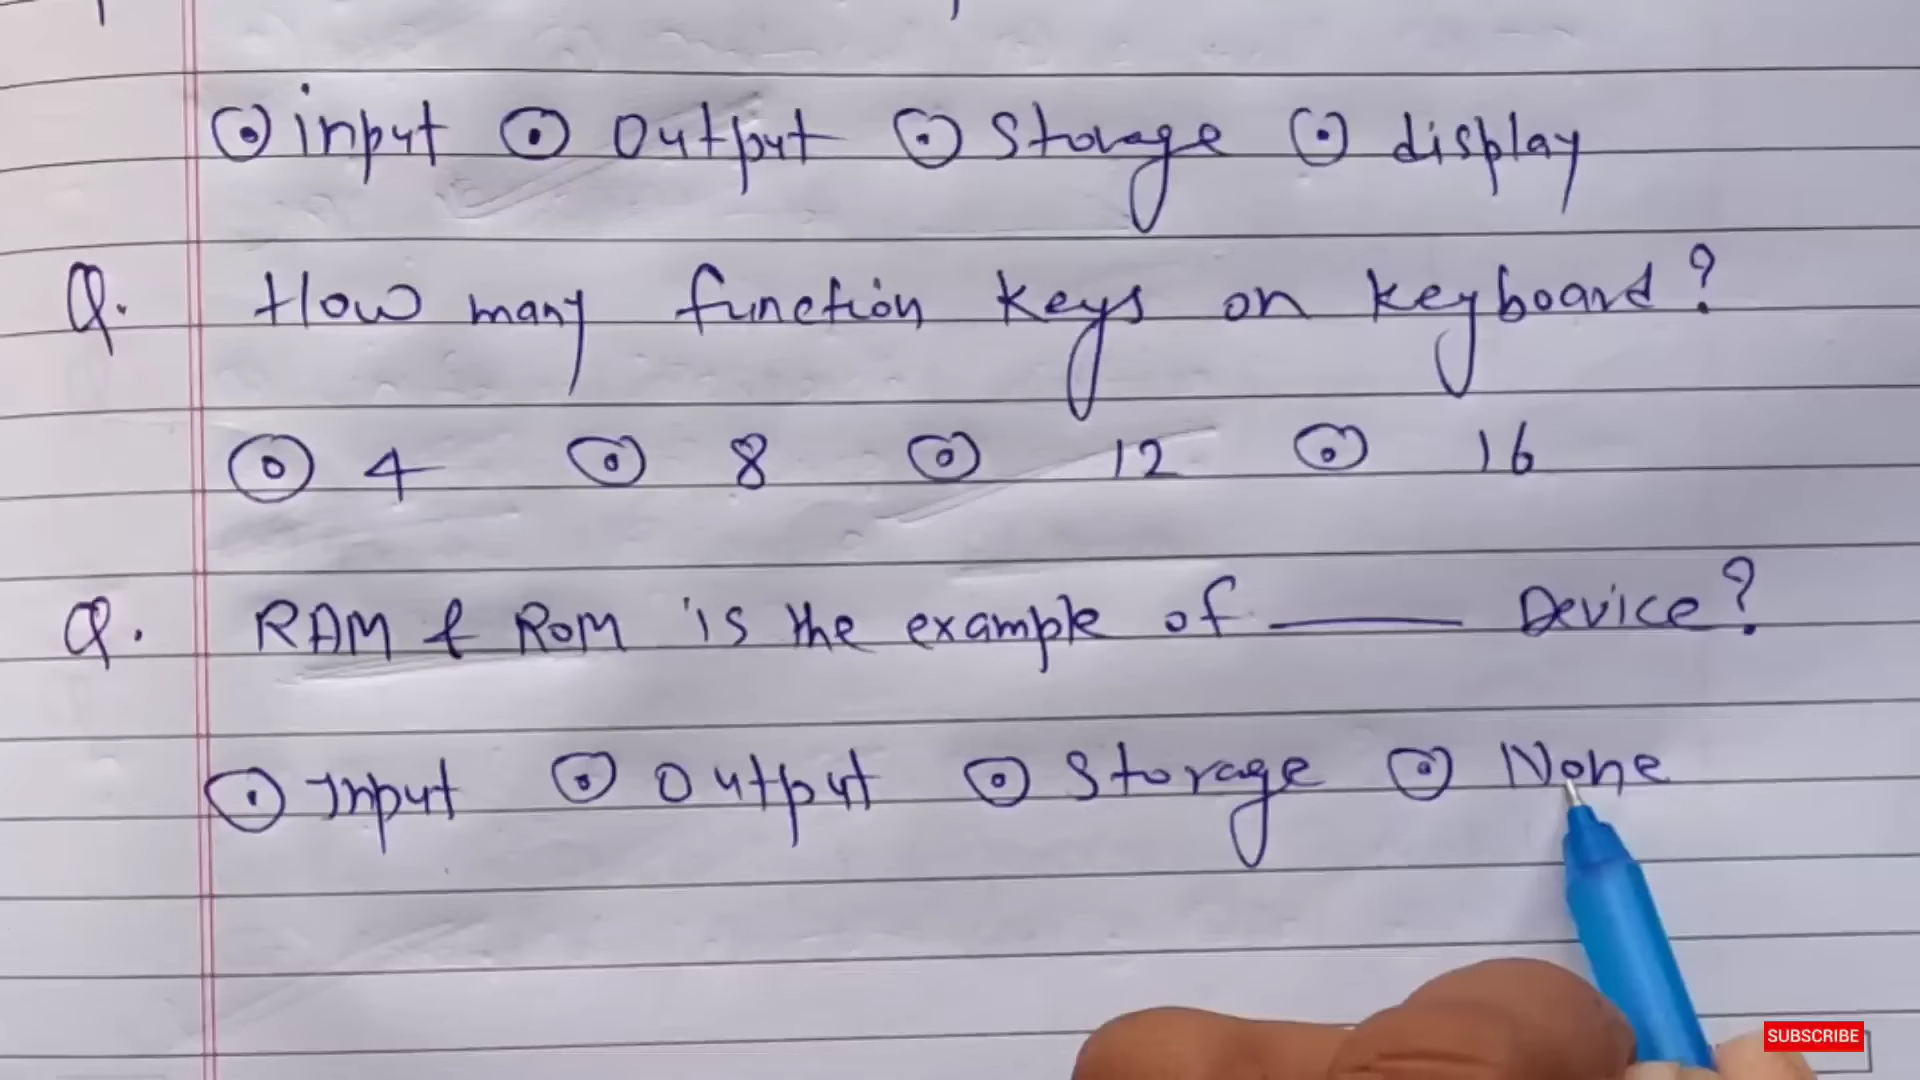 input Output Storage display
Q. How many function keys on keyboard?
4 8 12 16
Q. RAM & ROM is the example of ____ Device?
Input Output Storage None
SUBSCRIBE